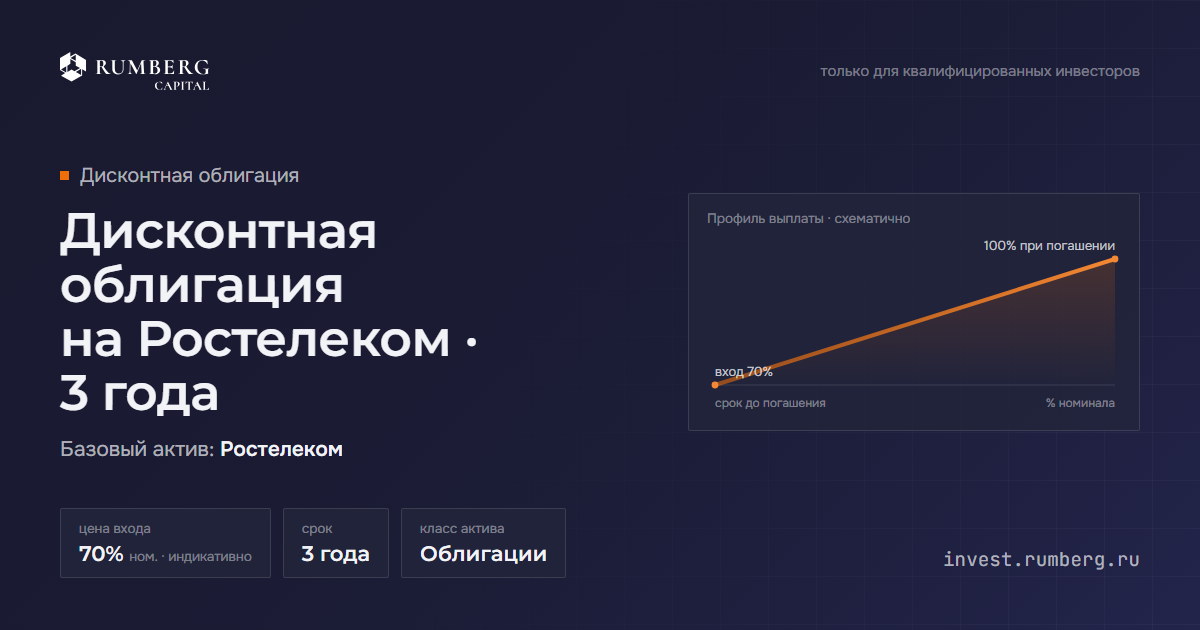 RUMBERG
CAPITAL
только для квалифицированных инвесторов
Дисконтная облигация
Дисконтная
облигация
на Ростелеком ·
3 года
Базовый актив: Ростелеком
Профиль выплаты · схематично
100% при погашении
вход 70%
срок до погашения
% номинала
цена входа
70% ном. · индикативно
срок
3 года
класс актива
Облигации
invest.rumberg.ru